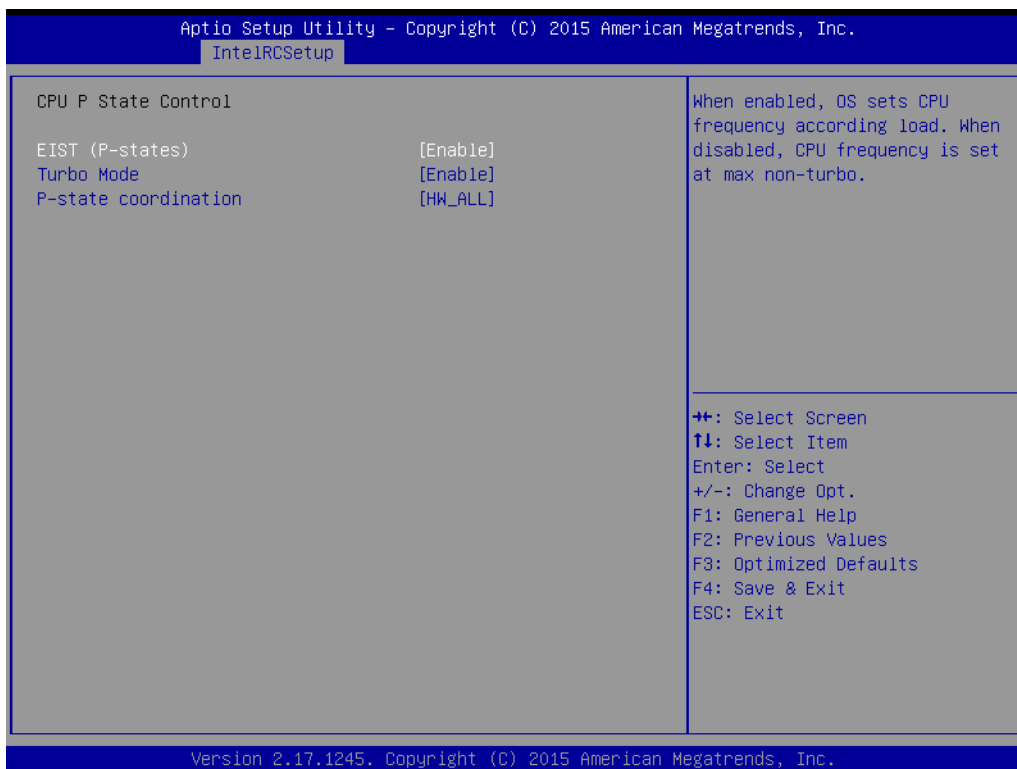 Aptio Setup Utility – Copyright (C) 2015 American Megatrends, Inc.
IntelRCSetup
CPU P State Control
EIST (P-states) [Enable]
Turbo Mode [Enable]
P-state coordination [HW_ALL]
When enabled, OS sets CPU
frequency according load. When
disabled, CPU frequency is set
at max non-turbo.
→←: Select Screen
↑↓: Select Item
Enter: Select
+/-: Change Opt.
F1: General Help
F2: Previous Values
F3: Optimized Defaults
F4: Save & Exit
ESC: Exit
Version 2.17.1245. Copyright (C) 2015 American Megatrends, Inc.